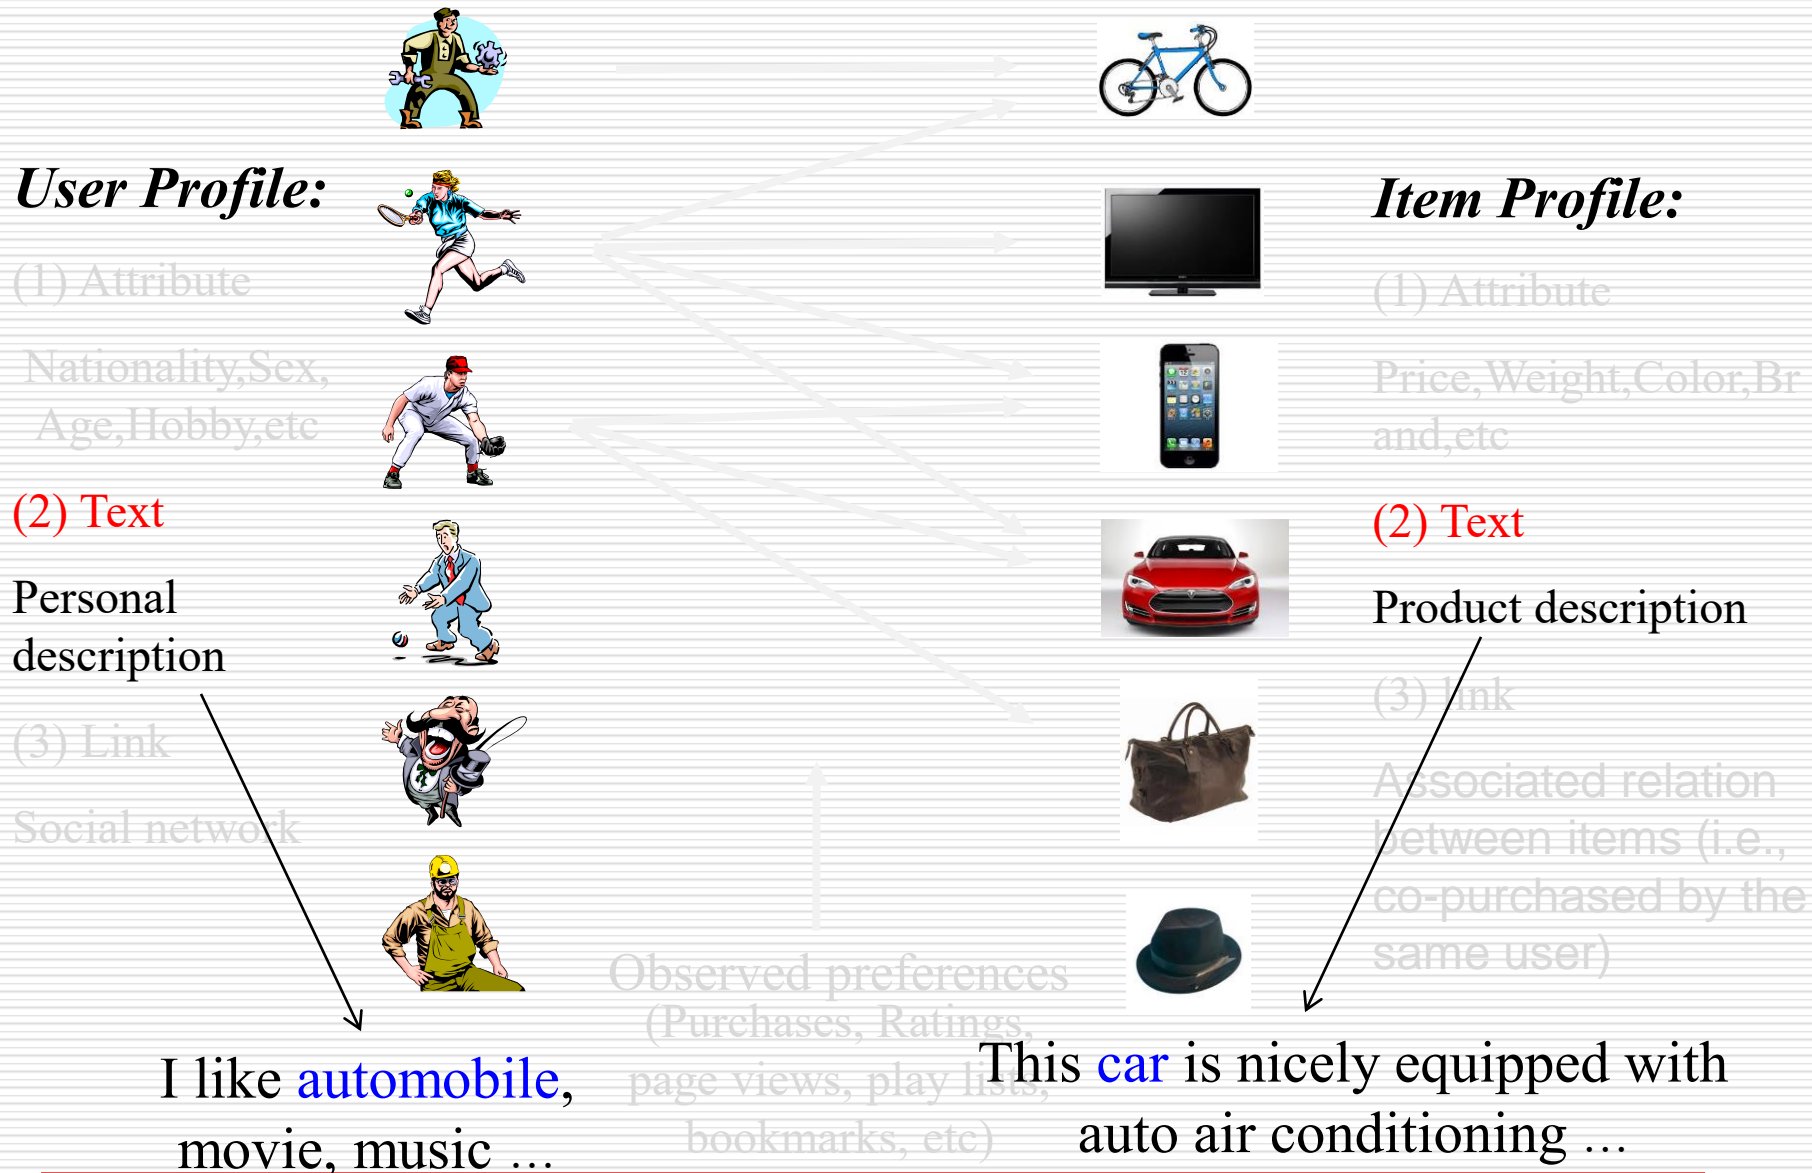 User Profile:
(1) Attribute
Nationality,Sex,
Age,Hobby,etc
(2) Text
Personal
description
(3) Link
Social network
I like automobile,
movie, music …
Observed preferences
(Purchases, Ratings,
page views, play lists,
bookmarks, etc)
Item Profile:
(1) Attribute
Price,Weight,Color,Br
and,etc
(2) Text
Product description
(3) link
Associated relation
between items (i.e.,
co-purchased by the
same user)
This car is nicely equipped with
auto air conditioning …